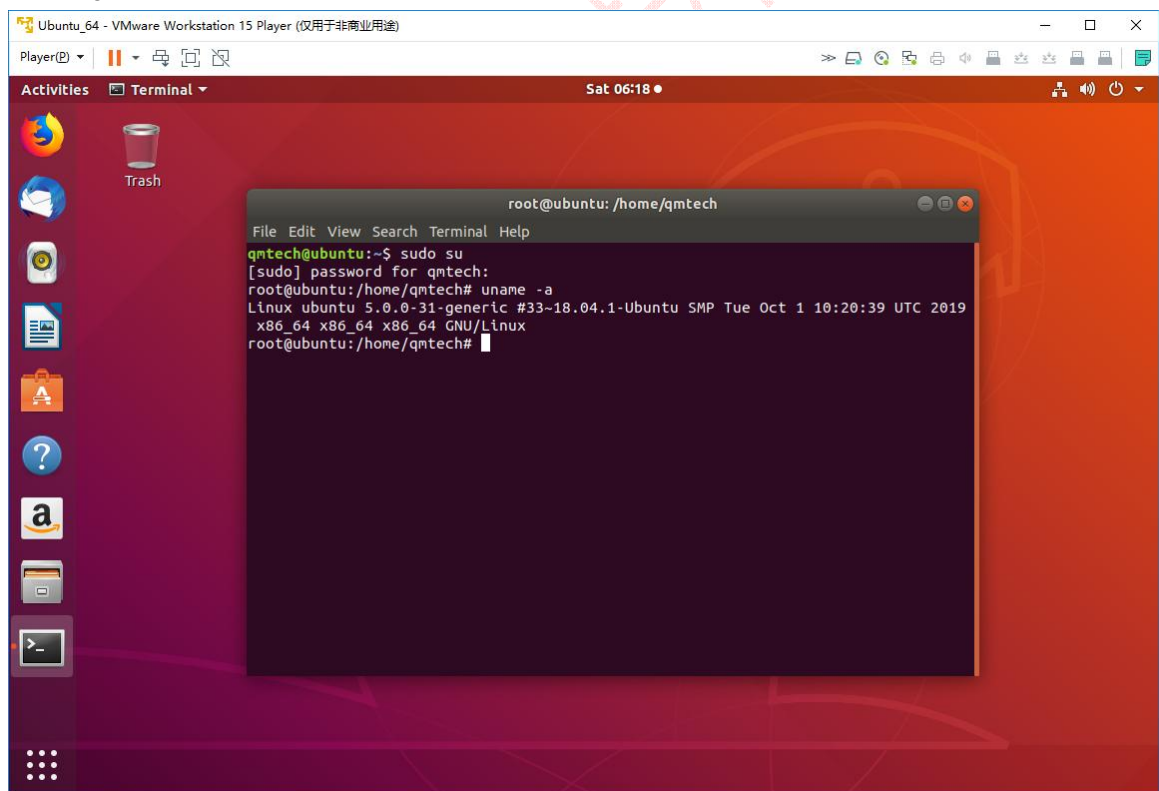 Ubuntu_64 - VMware Workstation 15 Player (仅用于非商业用途)
Player(P)
Activities Terminal Sat 06:18
Trash
root@ubuntu: /home/qmtech
File Edit View Search Terminal Help
qmtech@ubuntu:~$ sudo su
[sudo] password for qmtech:
root@ubuntu:/home/qmtech# uname -a
Linux ubuntu 5.0.0-31-generic #33~18.04.1-Ubuntu SMP Tue Oct 1 10:20:39 UTC 2019
x86_64 x86_64 x86_64 GNU/Linux
root@ubuntu:/home/qmtech#